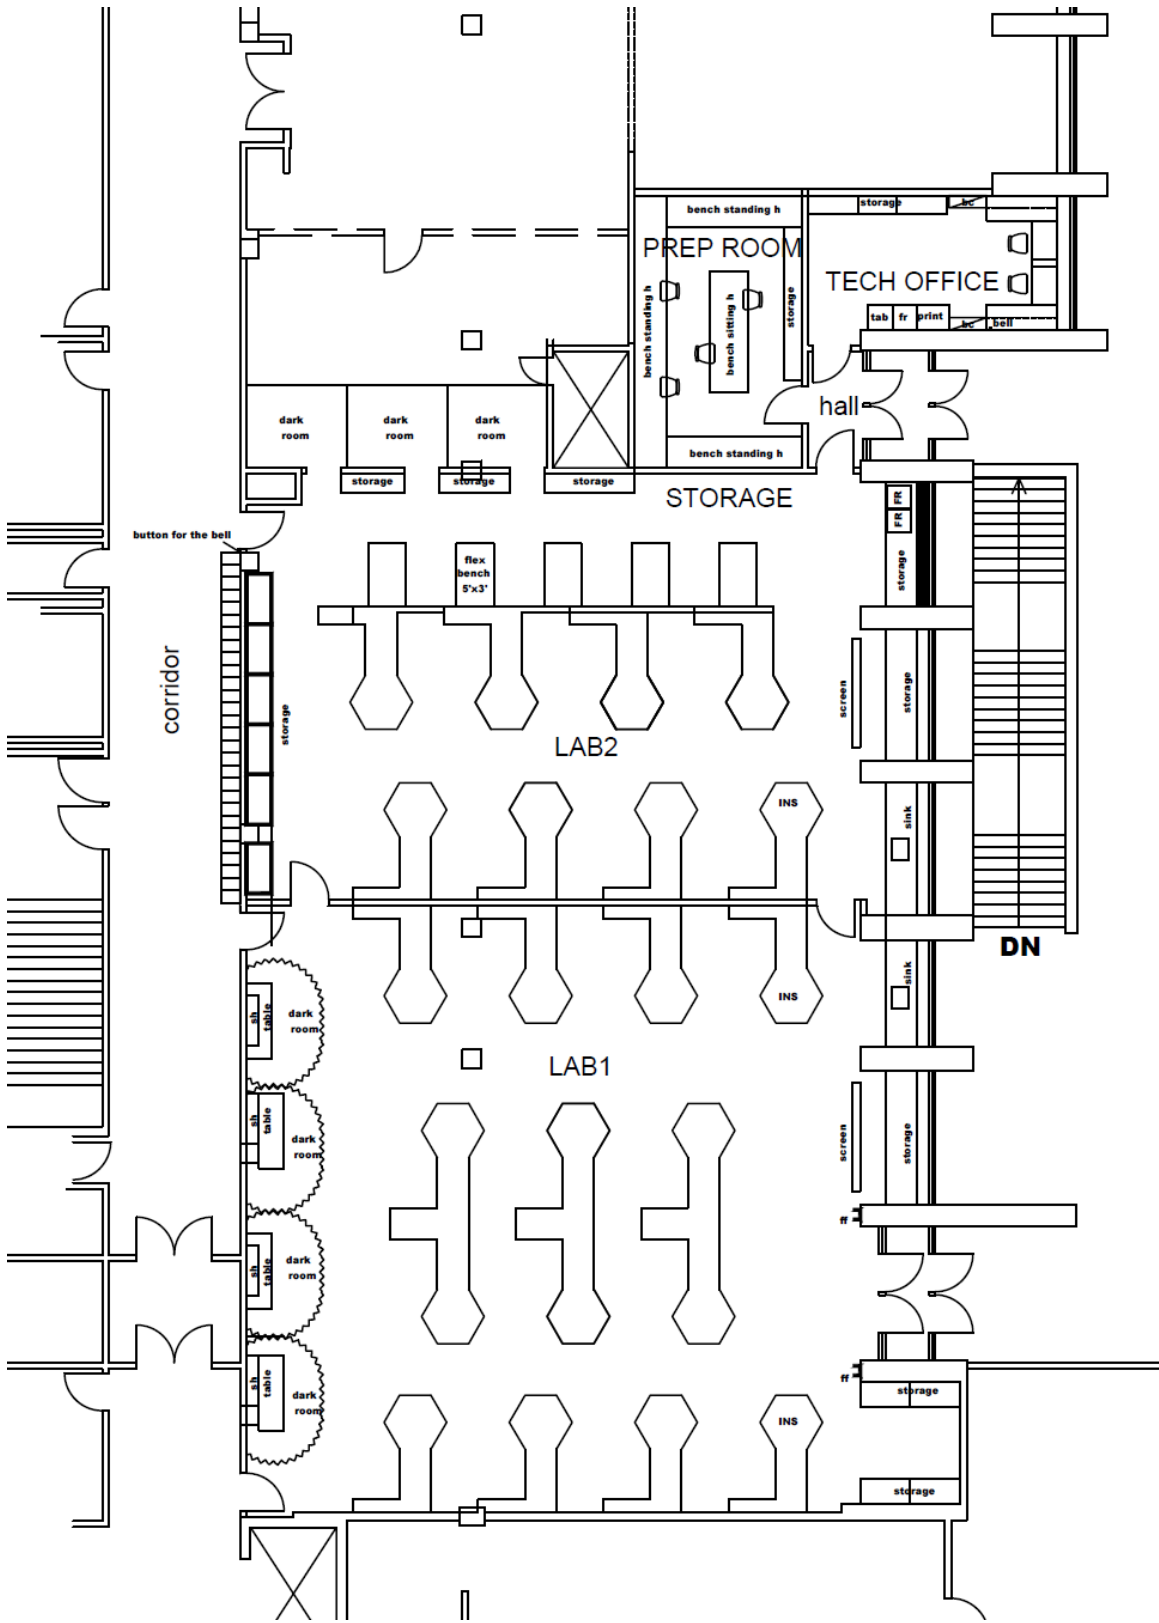 bench standing h
storage
bc
PREP ROOM
TECH OFFICE
bench standing h
bench sitting h
storage
tab
fr
print
bc
bell
hall
dark
room
dark
room
dark
room
bench standing h
storage
storage
storage
STORAGE
FR
FR
storage
button for the bell
flex
bench
5'x3'
corridor
storage
screen
storage
LAB2
INS
sink
DN
sink
sh
table
dark
room
INS
LAB1
sh
table
dark
room
screen
storage
ff
sh
table
dark
room
ff
storage
sh
table
dark
room
INS
storage